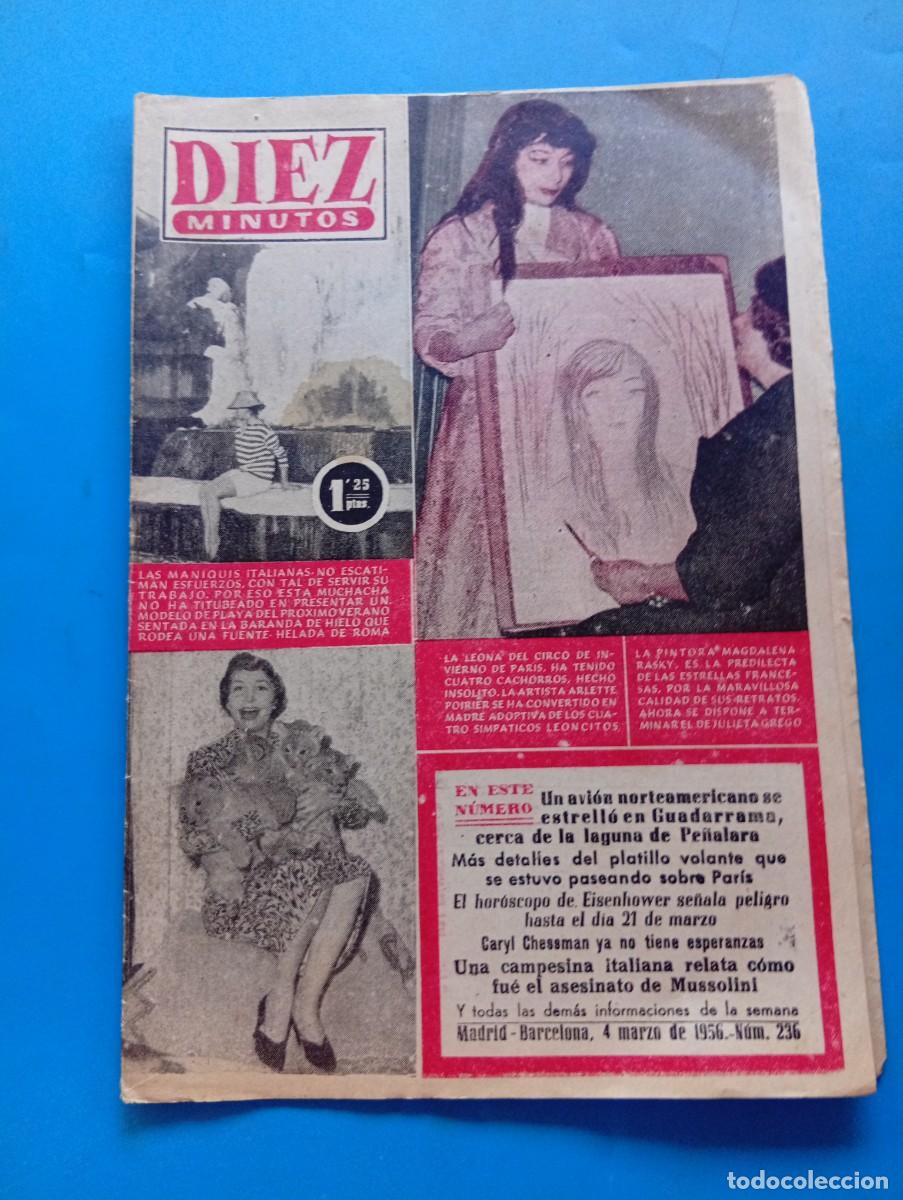 DIEZ
MINUTOS
1'25
ptas.
LAS MANIQUIS ITALIANAS NO ESCATI-
MAN ESFUERZOS, CON TAL DE SERVIR SU
TRABAJO. POR ESO ESTA MUCHACHA
NO HA TITUBEADO EN PRESENTAR UN
MODELO DE PLAYA DEL PROXIMO VERANO
SENTADA EN LA BARANDA DE HIELO QUE
RODEA UNA FUENTE HELADA DE ROMA
LA "LEONA" DEL CIRCO DE IN-
VIERNO DE PARIS, HA TENIDO
CUATRO CACHORROS, HECHO
INSOLITO. LA ARTISTA ARLETTE
POIRIER SE HA CONVERTIDO EN
MADRE ADOPTIVA DE LOS CUA-
TRO SIMPATICOS LEONCITOS
LA PINTORA MAGDALENA
RASKY, ES LA PREDILECTA
DE LAS ESTRELLAS FRANCE-
SAS, POR LA MARAVILLOSA
CALIDAD DE SUS RETRATOS.
AHORA SE DISPONE A TER-
MINAR EL DE JULIETA GREGO
EN ESTE
NÚMERO
Un avión norteamericano se
estrelló en Guadarrama,
cerca de la laguna de Peñalara
Más detalles del platillo volante que
se estuvo paseando sobre París
El horóscopo de Eisenhower señala peligro
hasta el día 21 de marzo
Caryl Chessman ya no tiene esperanzas
Una campesina italiana relata cómo
fué el asesinato de Mussolini
Y todas las demás informaciones de la semana
Madrid-Barcelona, 4 marzo de 1956.-Núm. 236
todocoleccion